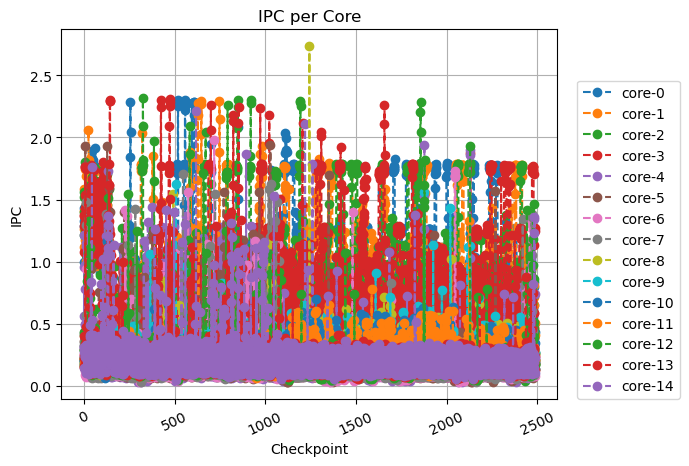 IPC per Core
IPC
2.5
2.0
1.5
1.0
0.5
0.0
0
500
1000
1500
2000
2500
Checkpoint
core-0
core-1
core-2
core-3
core-4
core-5
core-6
core-7
core-8
core-9
core-10
core-11
core-12
core-13
core-14